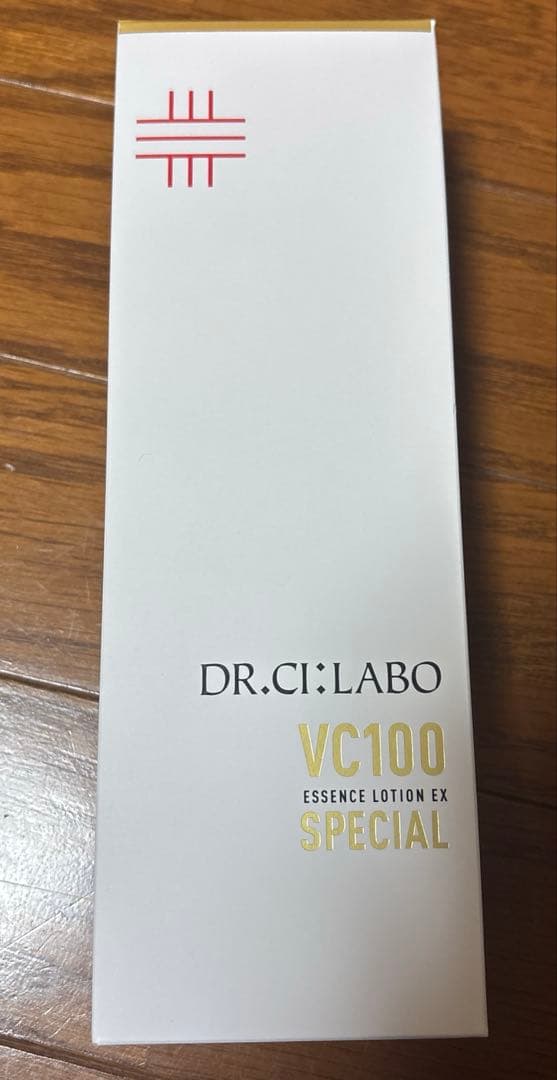 DR.CI:LABO
VC100
ESSENCE LOTION EX
SPECIAL